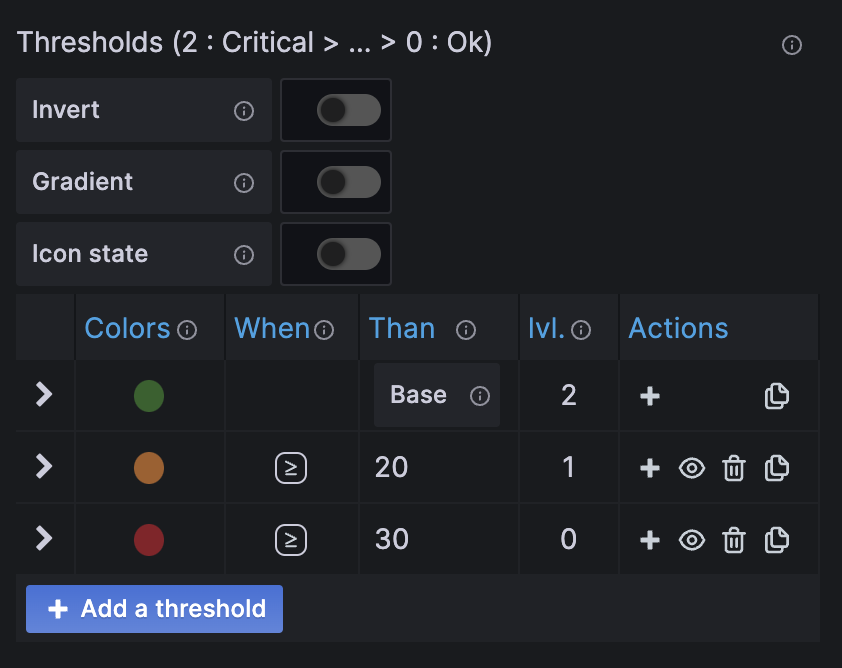 Thresholds (2 : Critical > ... > 0 : Ok)
Invert
Gradient
Icon state
Colors When Than lvl. Actions
Base 2
≥ 20 1
≥ 30 0
Add a threshold